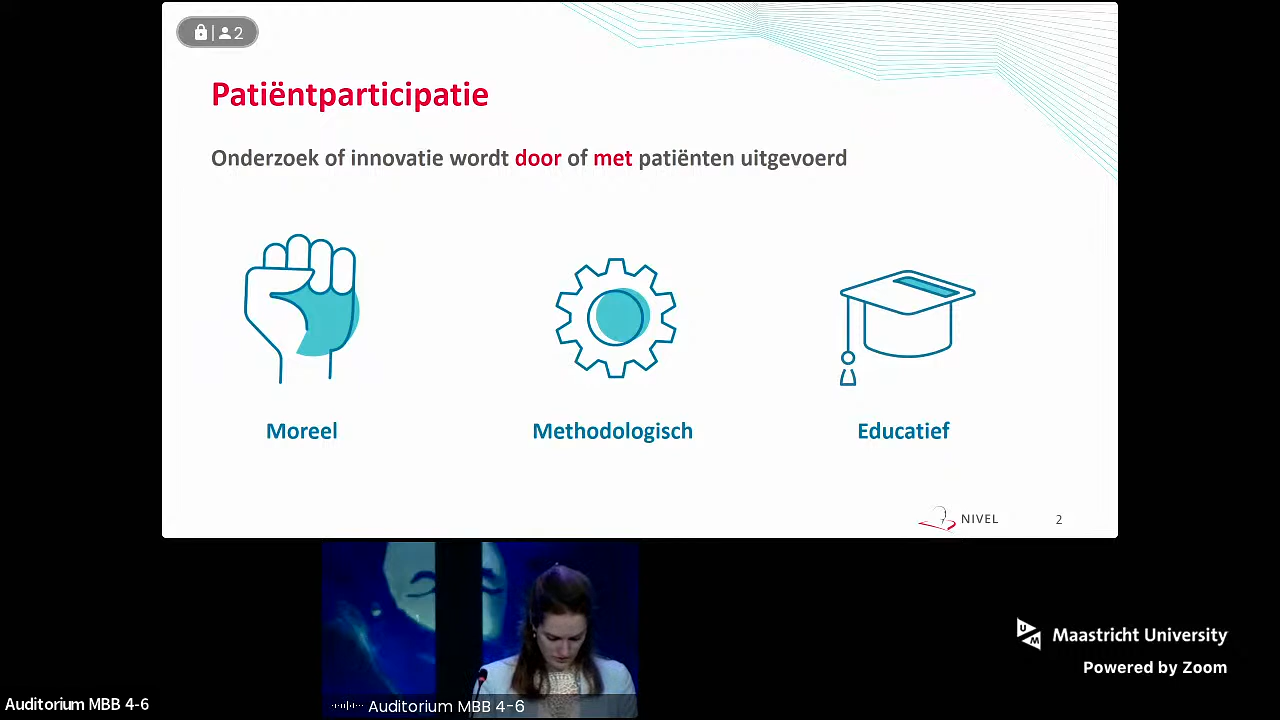 2
Patiëntparticipatie
Onderzoek of innovatie wordt door of met patiënten uitgevoerd
Moreel
Methodologisch
Educatief
NIVEL
2
UM
Maastricht University
Powered by Zoom
Auditorium MBB 4-6
Auditorium MBB 4-6